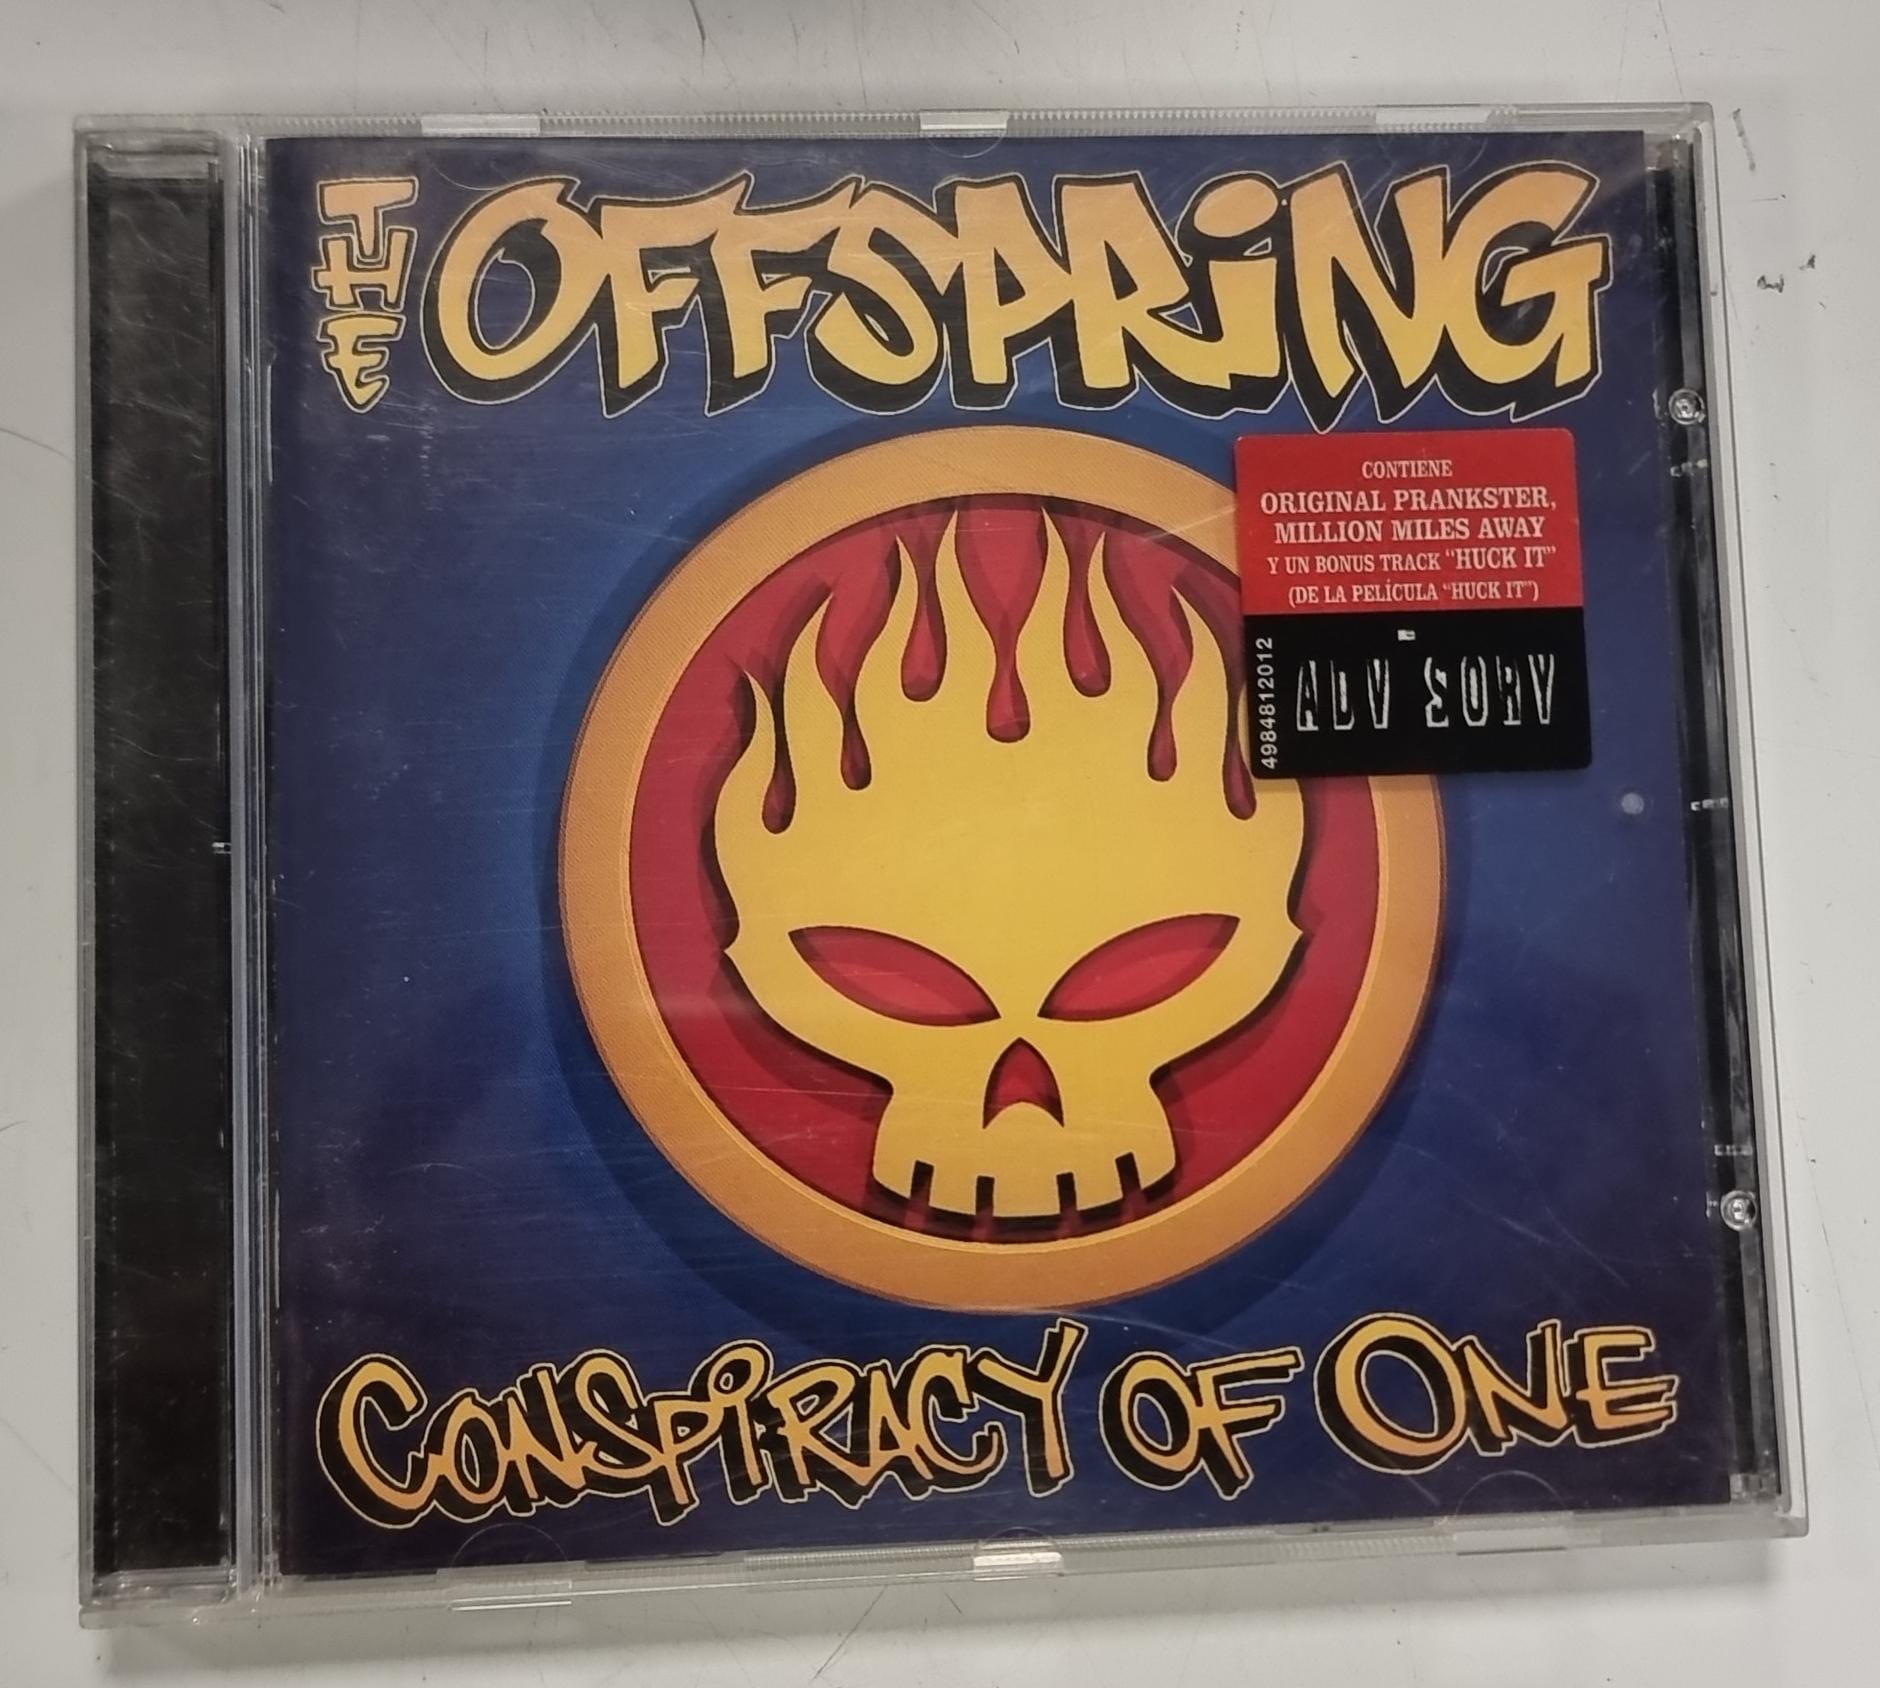 THE OFFSPRING
CONTIENE
ORIGINAL PRANKSTER,
MILLION MILES AWAY
Y UN BONUS TRACK "HUCK IT"
(DE LA PELÍCULA "HUCK IT")
4984812012
CONSPIRACY OF ONE